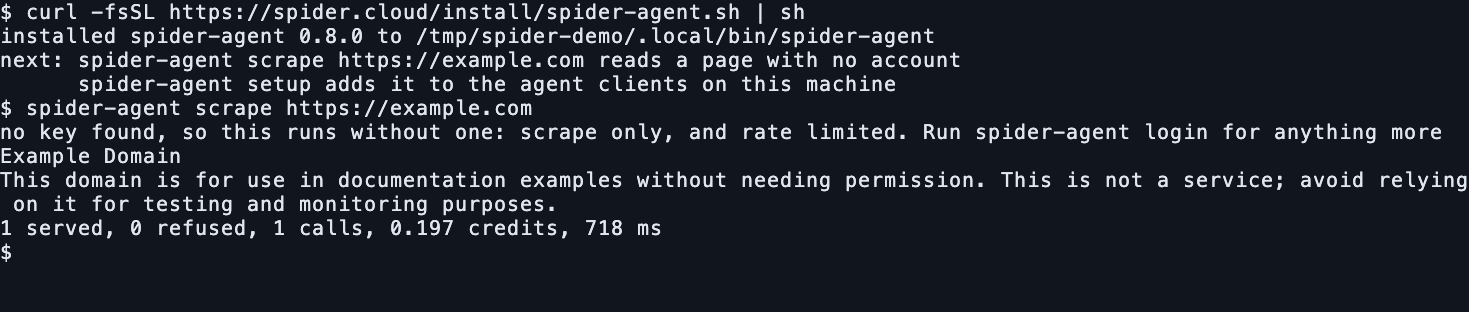 $ curl -fsSL https://spider.cloud/install/spider-agent.sh | sh
installed spider-agent 0.8.0 to /tmp/spider-demo/.local/bin/spider-agent
next: spider-agent scrape https://example.com reads a page with no account
      spider-agent setup adds it to the agent clients on this machine
$ spider-agent scrape https://example.com
no key found, so this runs without one: scrape only, and rate limited. Run spider-agent login for anything more
Example Domain
This domain is for use in documentation examples without needing permission. This is not a service; avoid relying
 on it for testing and monitoring purposes.
1 served, 0 refused, 1 calls, 0.197 credits, 718 ms
$